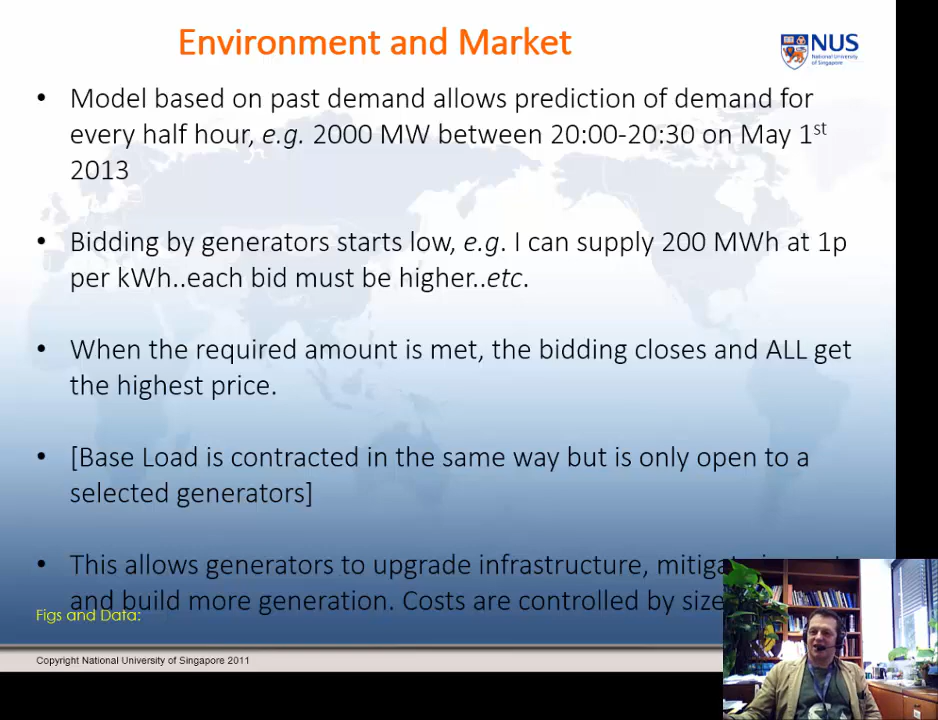 Environment and Market
NUS
National University
of Singapore
• Model based on past demand allows prediction of demand for
every half hour, e.g. 2000 MW between 20:00-20:30 on May 1st
2013
• Bidding by generators starts low, e.g. I can supply 200 MWh at 1p
per kWh..each bid must be higher..etc.
• When the required amount is met, the bidding closes and ALL get
the highest price.
• [Base Load is contracted in the same way but is only open to a
selected generators]
• This allows generators to upgrade infrastructure,
and build more generation. Costs are controlled by size
Figs and Data:
Copyright National University of Singapore 2011